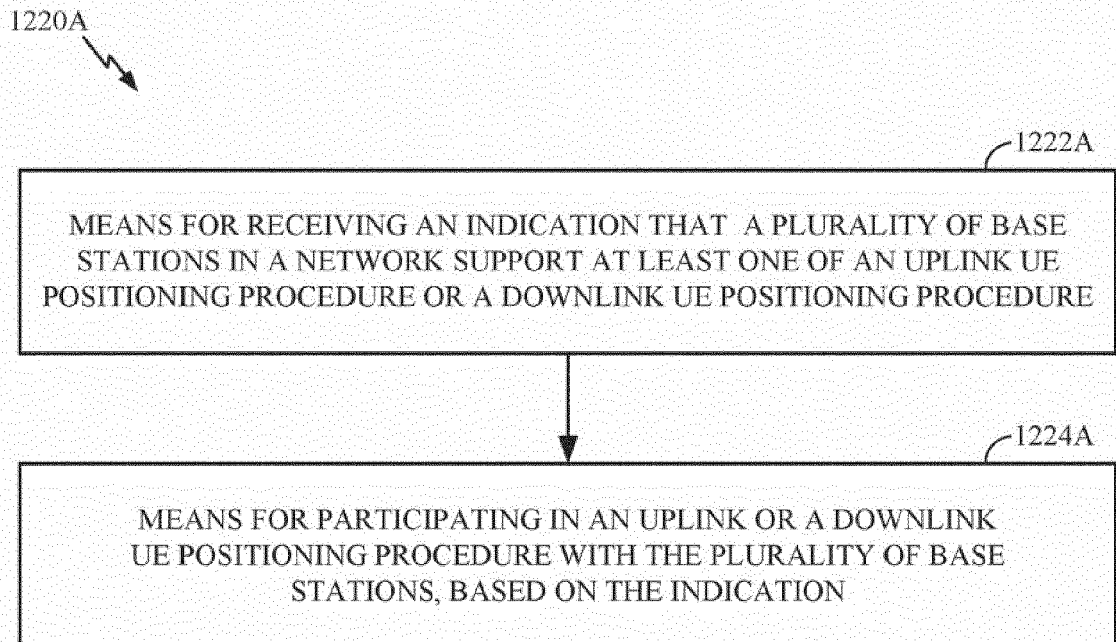 1220A
1222A
MEANS FOR RECEIVING AN INDICATION THAT A PLURALITY OF BASE
STATIONS IN A NETWORK SUPPORT AT LEAST ONE OF AN UPLINK UE
POSITIONING PROCEDURE OR A DOWNLINK UE POSITIONING PROCEDURE
1224A
MEANS FOR PARTICIPATING IN AN UPLINK OR A DOWNLINK
UE POSITIONING PROCEDURE WITH THE PLURALITY OF BASE
STATIONS, BASED ON THE INDICATION